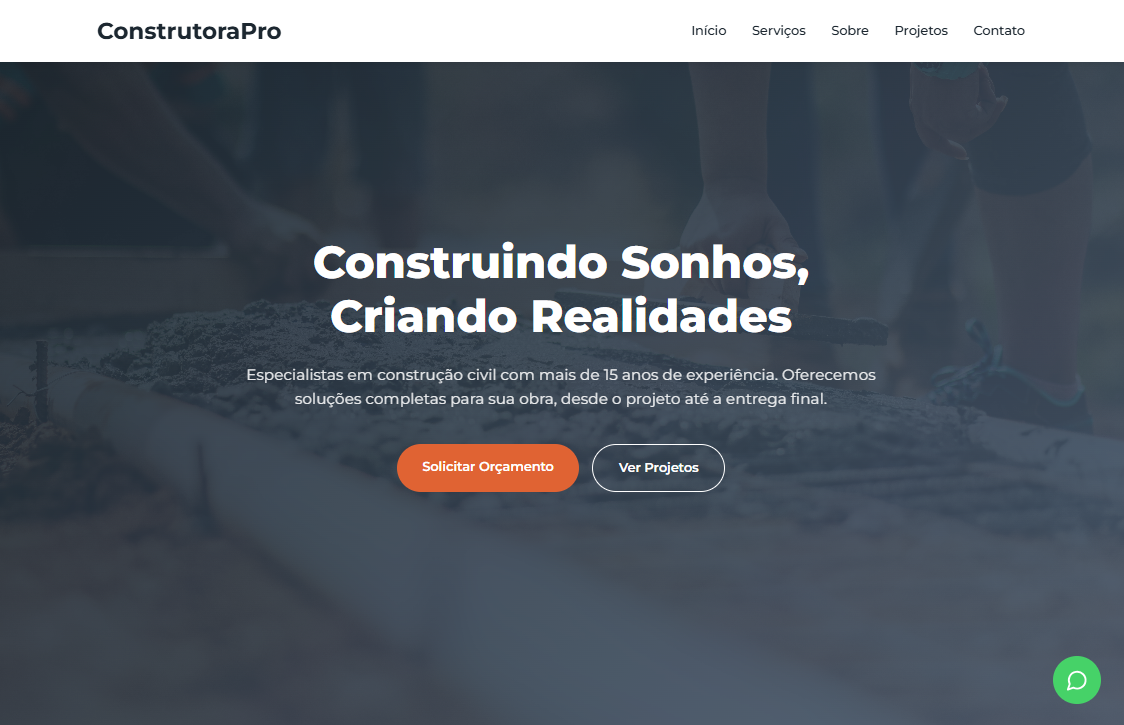 ConstrutoraPro
Início Serviços Sobre Projetos Contato
Construindo Sonhos,
Criando Realidades
Especialistas em construção civil com mais de 15 anos de experiência. Oferecemos
soluções completas para sua obra, desde o projeto até a entrega final.
Solicitar Orçamento
Ver Projetos